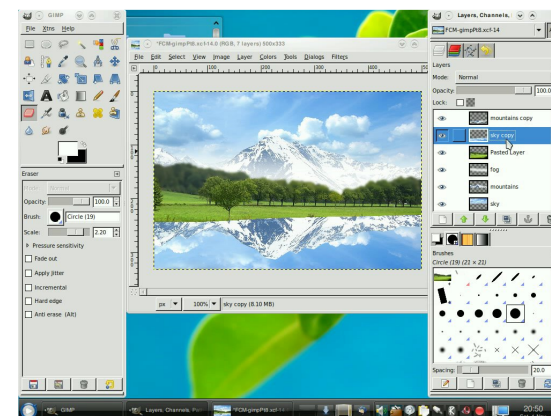 GIMP
File Xtns Help
Eraser
Mode: Normal
Opacity: 100.0
Brush: Circle (19)
Scale: 2.20
Pressure sensitivity
Fade out
Apply Jitter
Incremental
Hard edge
Anti erase (Alt)
*FCM-gimpPt8.xcf-14.0 (RGB, 7 layers) 500x333
File Edit Select View Image Layer Colors Tools Dialogs Filters
px 100% sky copy (8.10 MB)
Layers, Channels,
FCM-gimpPt8.xcf-14
Layers
Mode: Normal
Opacity: 100.0
Lock:
mountains copy
sky copy
Pasted Layer
fog
mountains
sky
Brushes
Circle (19) (21 × 21)
Spacing: 20.0
GIMP
Layers, Channels,
*FCM-gimpPt8.xcf-14
20:50